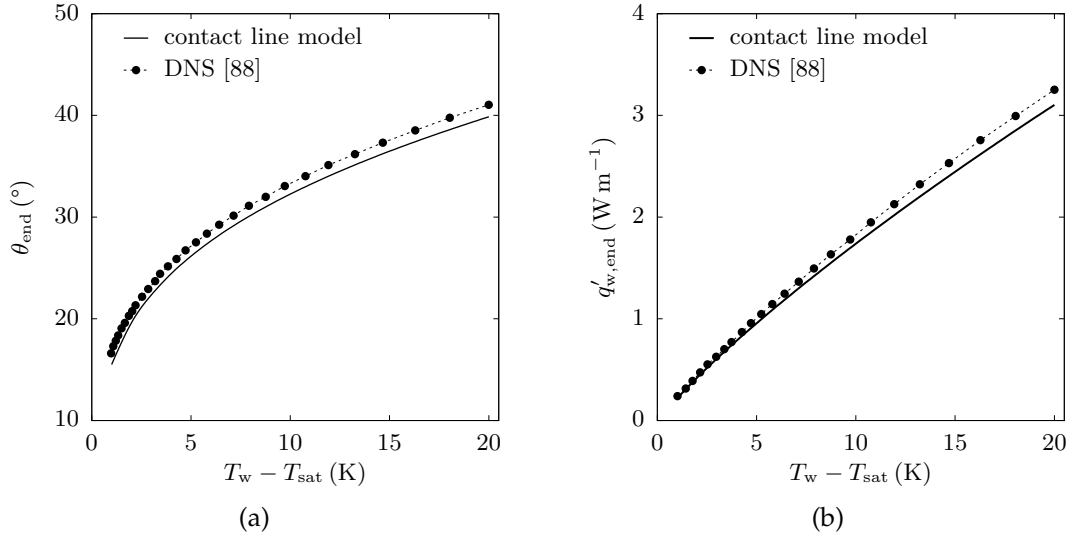 50
40
30
20
10
0
5
10
15
20
θend (°)
Tw − Tsat (K)
contact line model
DNS [88]
(a)
4
3
2
1
0
0
5
10
15
20
q′w,end (W m−1)
Tw − Tsat (K)
contact line model
DNS [88]
(b)